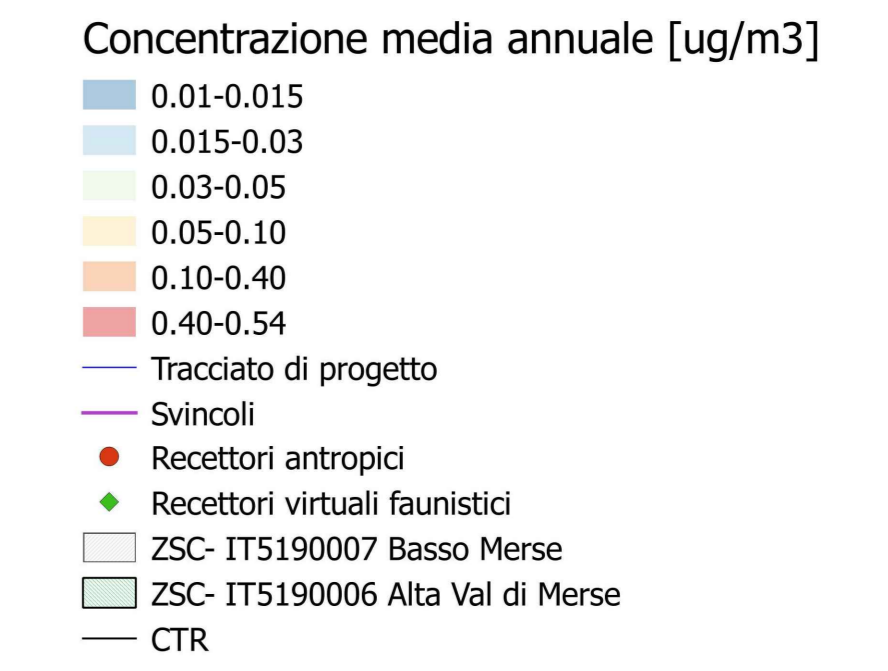 Concentrazione media annuale [ug/m3]
0.01-0.015
0.015-0.03
0.03-0.05
0.05-0.10
0.10-0.40
0.40-0.54
Tracciato di progetto
Svincoli
Recettori antropici
Recettori virtuali faunistici
ZSC- IT5190007 Basso Merse
ZSC- IT5190006 Alta Val di Merse
CTR